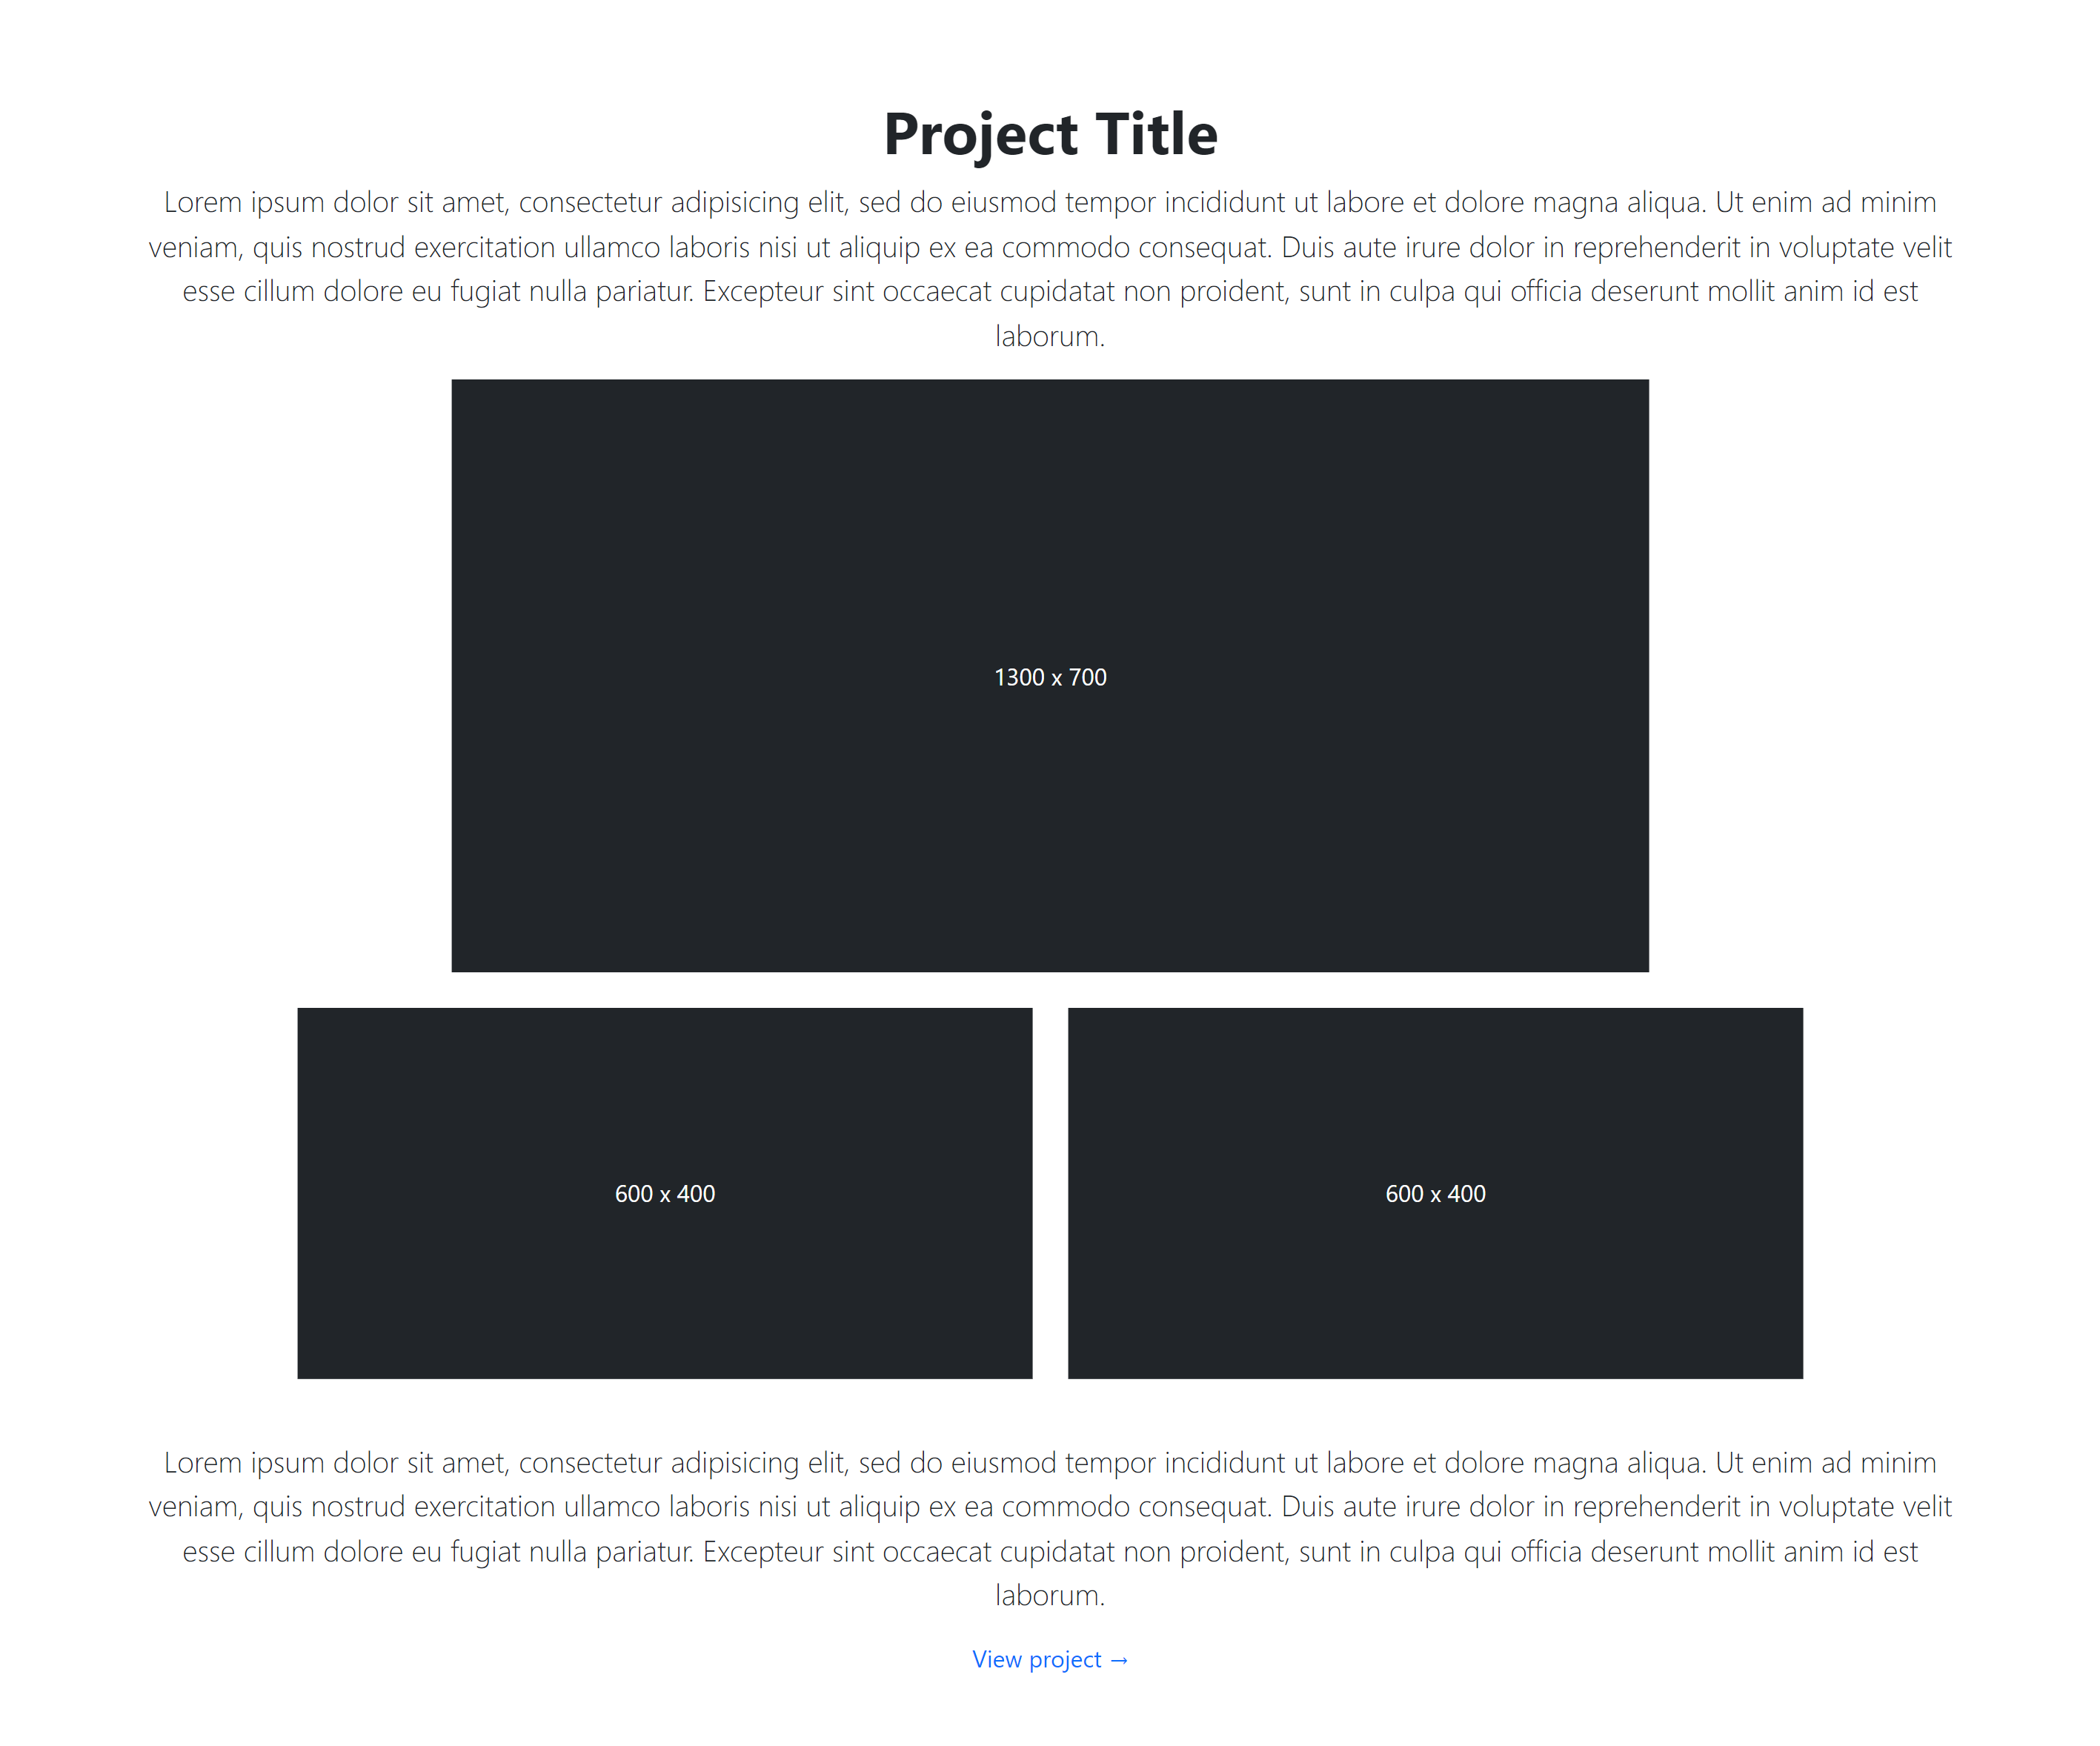 Project Title
Lorem ipsum dolor sit amet, consectetur adipisicing elit, sed do eiusmod tempor incididunt ut labore et dolore magna aliqua. Ut enim ad minim
veniam, quis nostrud exercitation ullamco laboris nisi ut aliquip ex ea commodo consequat. Duis aute irure dolor in reprehenderit in voluptate velit
esse cillum dolore eu fugiat nulla pariatur. Excepteur sint occaecat cupidatat non proident, sunt in culpa qui officia deserunt mollit anim id est
laborum.
1300 x 700
600 x 400
600 x 400
Lorem ipsum dolor sit amet, consectetur adipisicing elit, sed do eiusmod tempor incididunt ut labore et dolore magna aliqua. Ut enim ad minim
veniam, quis nostrud exercitation ullamco laboris nisi ut aliquip ex ea commodo consequat. Duis aute irure dolor in reprehenderit in voluptate velit
esse cillum dolore eu fugiat nulla pariatur. Excepteur sint occaecat cupidatat non proident, sunt in culpa qui officia deserunt mollit anim id est
laborum.
View project →